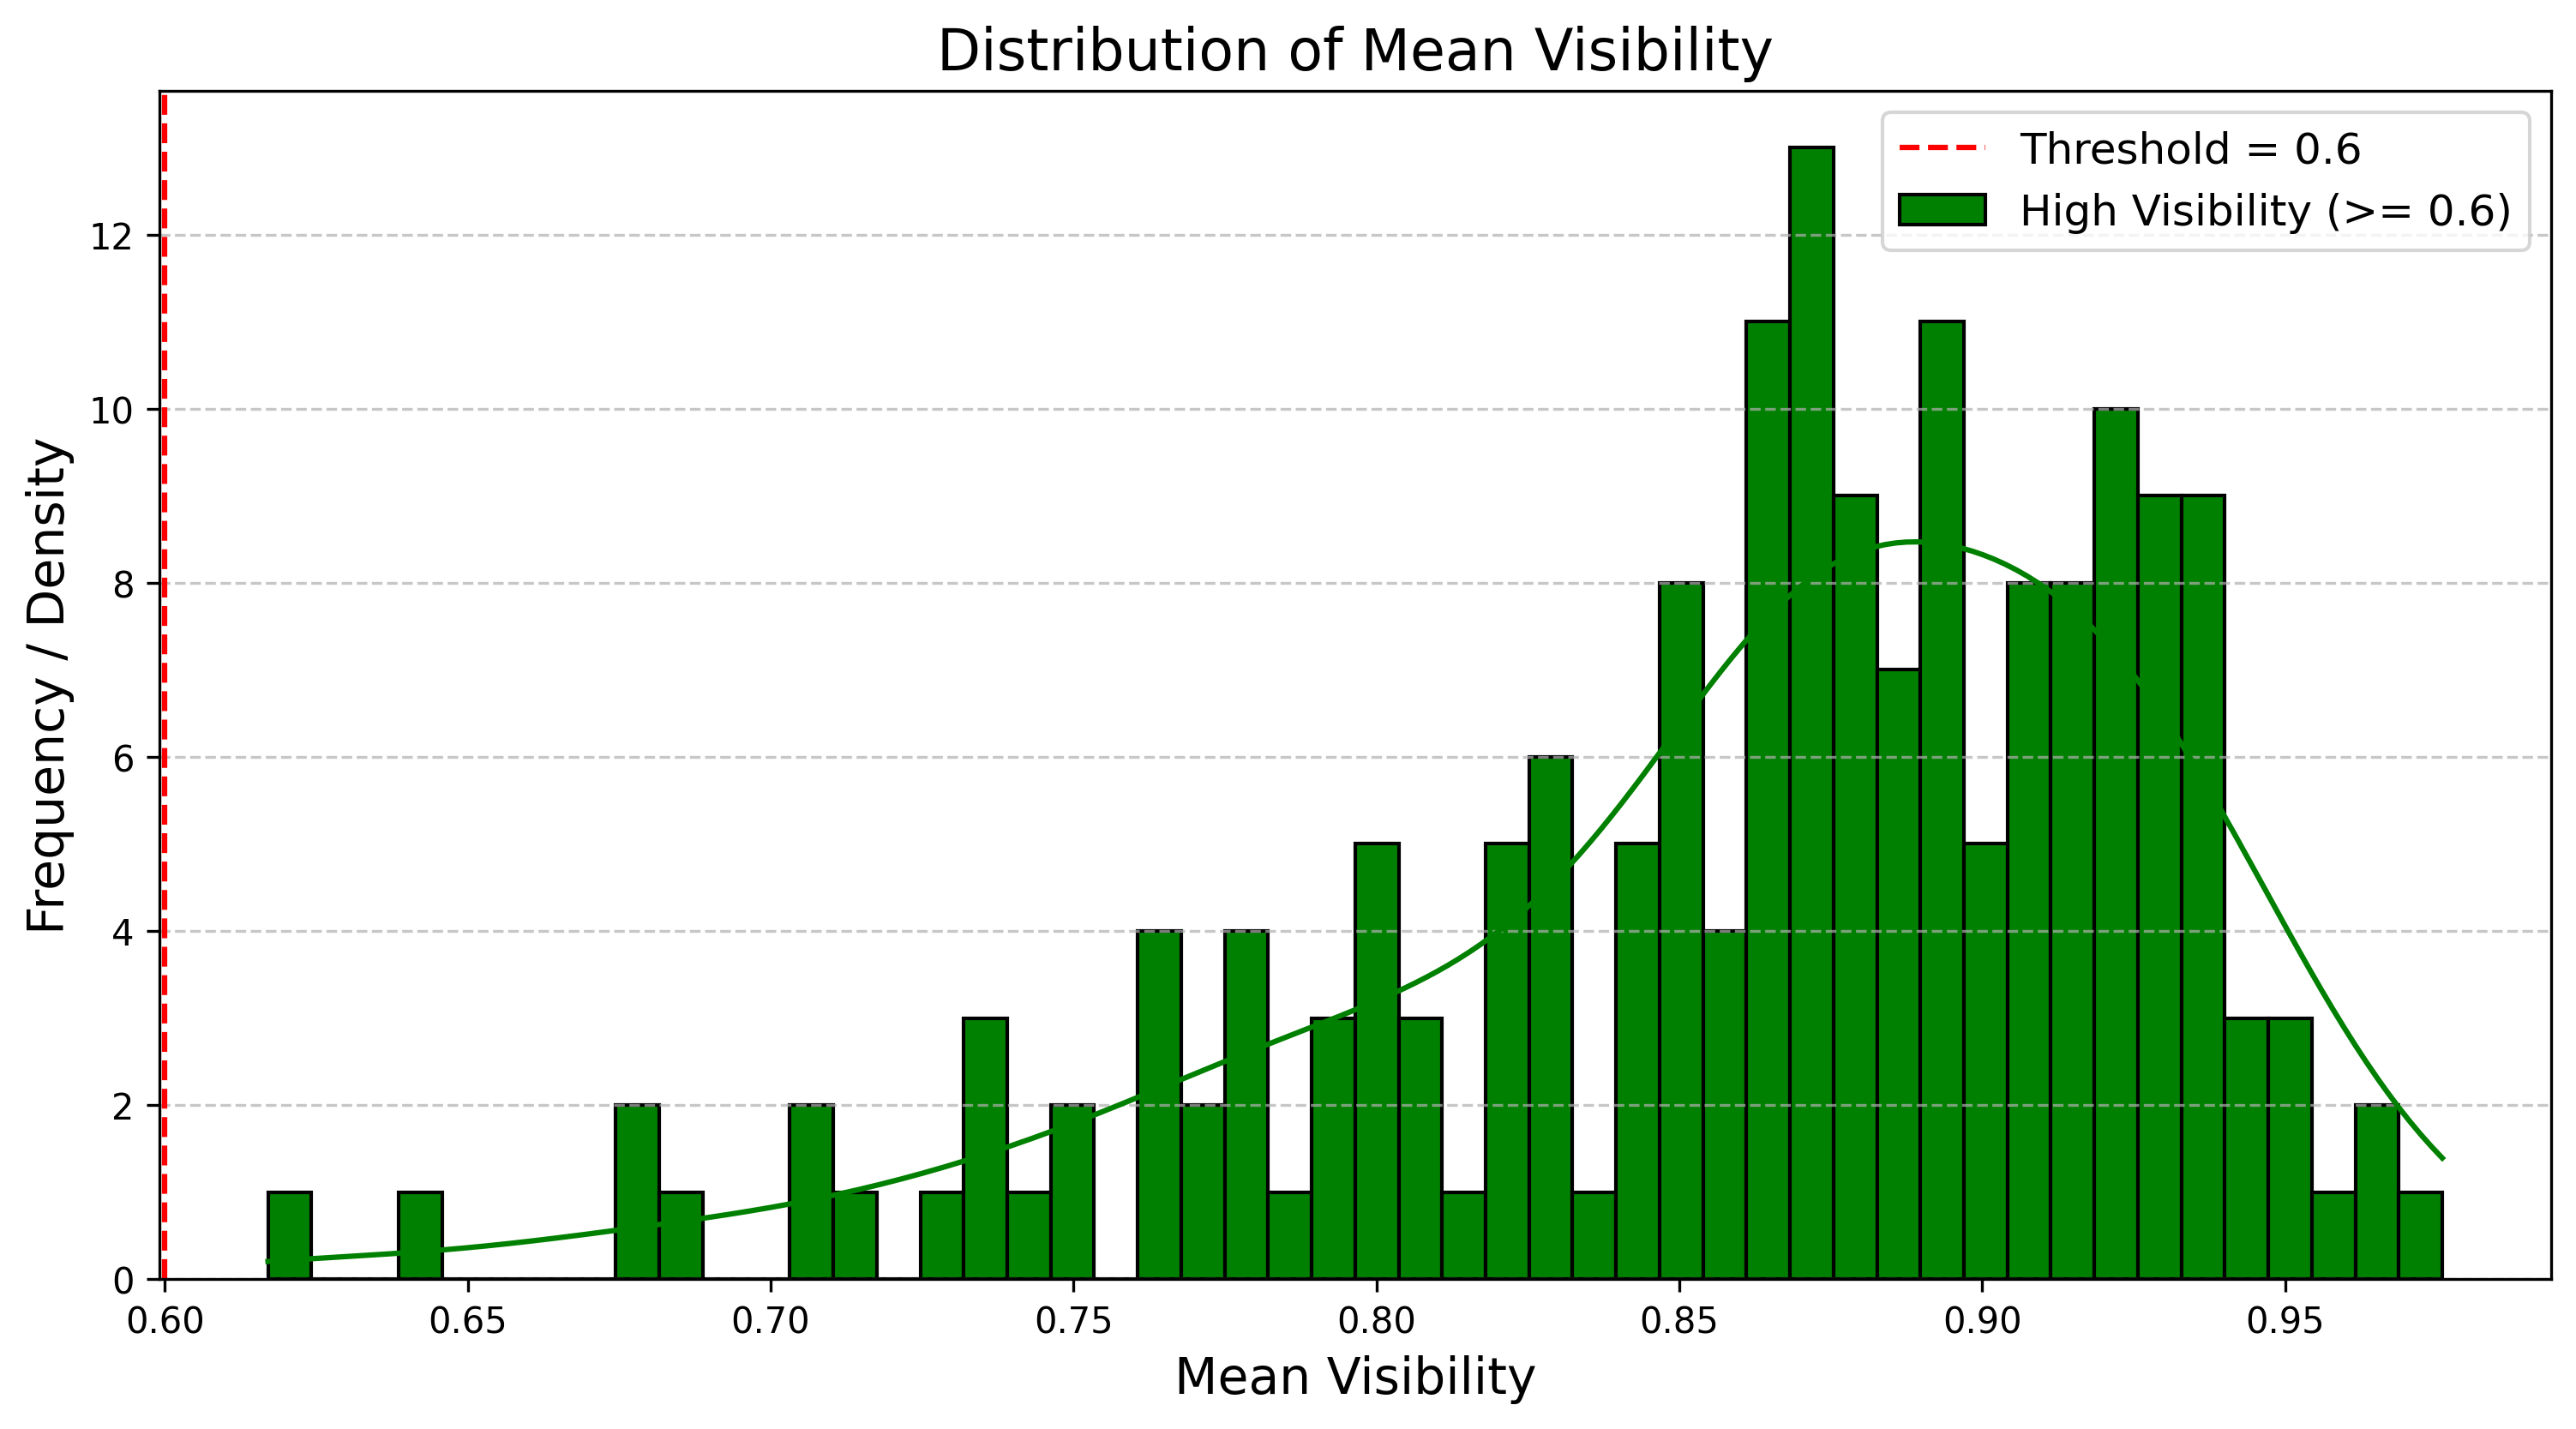 Distribution of Mean Visibility
Threshold = 0.6
High Visibility (>= 0.6)
Frequency / Density
12
10
8
6
4
2
0
0.60 0.65 0.70 0.75 0.80 0.85 0.90 0.95
Mean Visibility